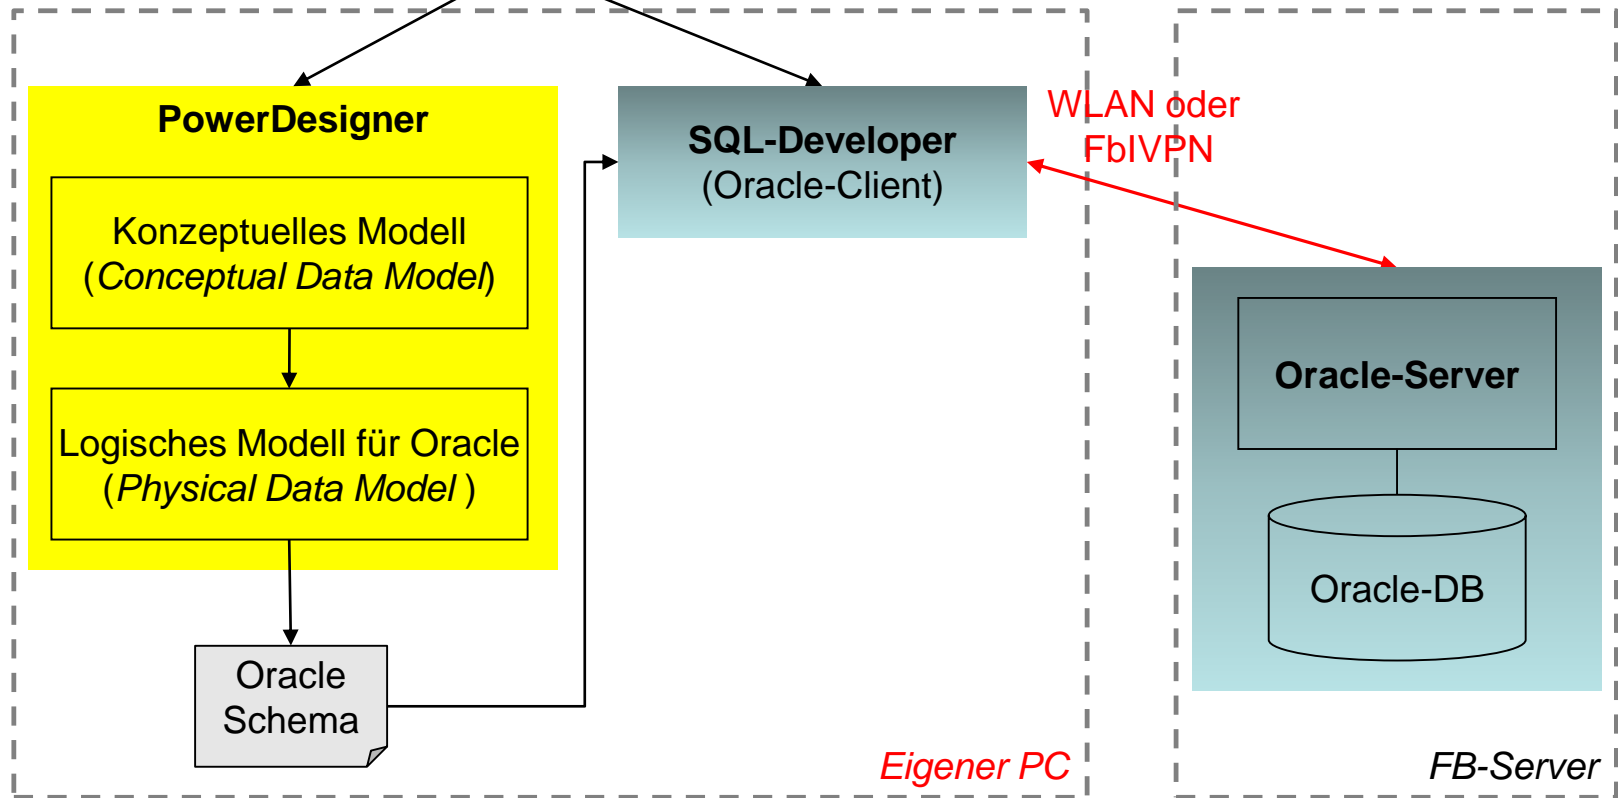 PowerDesigner
Konzeptuelles Modell
(Conceptual Data Model)
Logisches Modell für Oracle
(Physical Data Model )
Oracle
Schema
SQL-Developer
(Oracle-Client)
WLAN oder
FbIVPN
Eigener PC
Oracle-Server
Oracle-DB
FB-Server